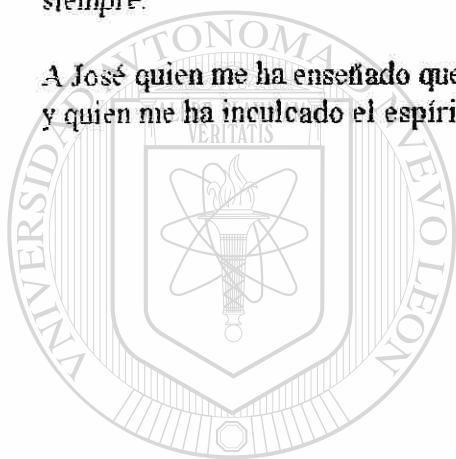 siempre.
A José quien me ha enseñado que
y quien me ha inculcado el espíri
UNIVERSIDAD AUTONOMA DE NUEVO LEON
VERITATIS